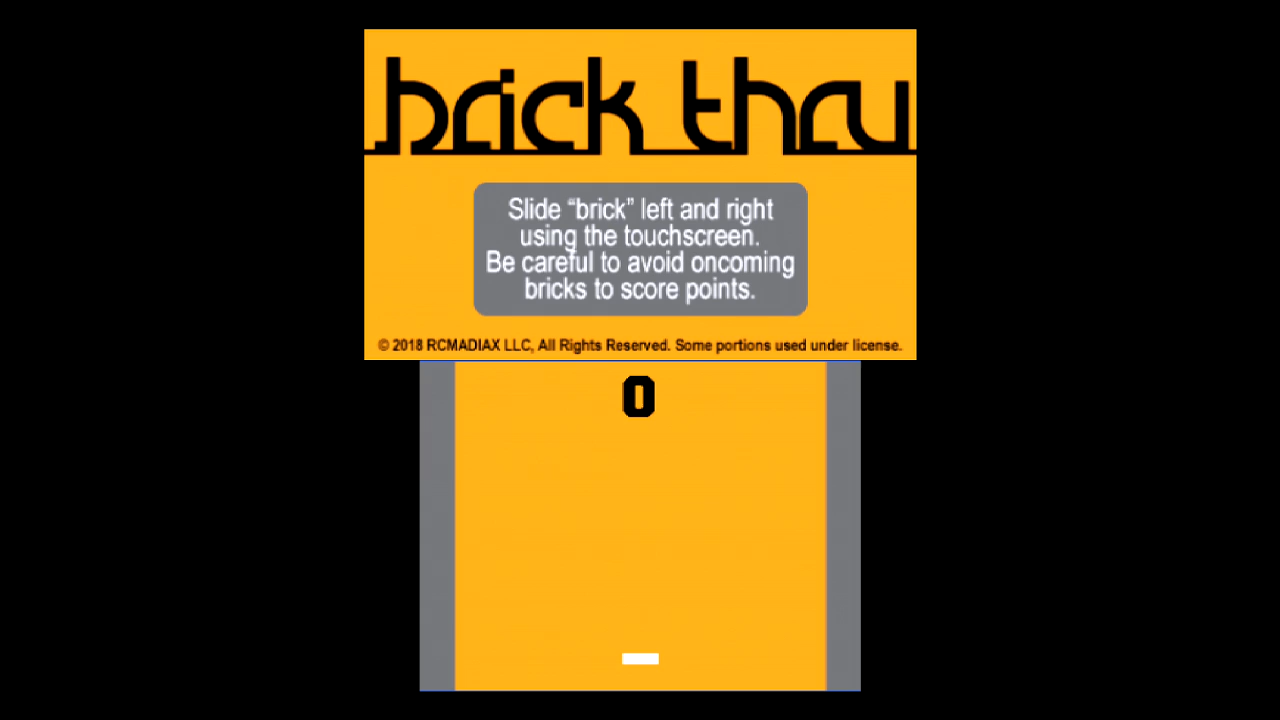 brick thru
Slide “brick” left and right
using the touchscreen.
Be careful to avoid oncoming
bricks to score points.
© 2018 RCMADIAX LLC, All Rights Reserved. Some portions used under license.
0